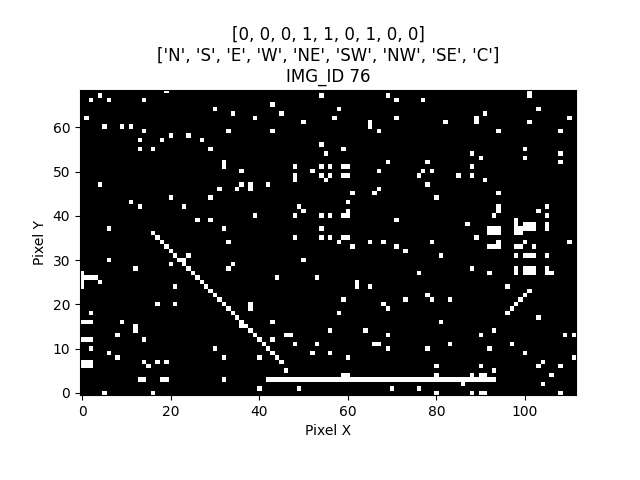 [0, 0, 0, 1, 1, 0, 1, 0, 0]
['N', 'S', 'E', 'W', 'NE', 'SW', 'NW', 'SE', 'C']
IMG_ID 76
Pixel Y
60
50
40
30
20
10
0
0 20 40 60 80 100
Pixel X